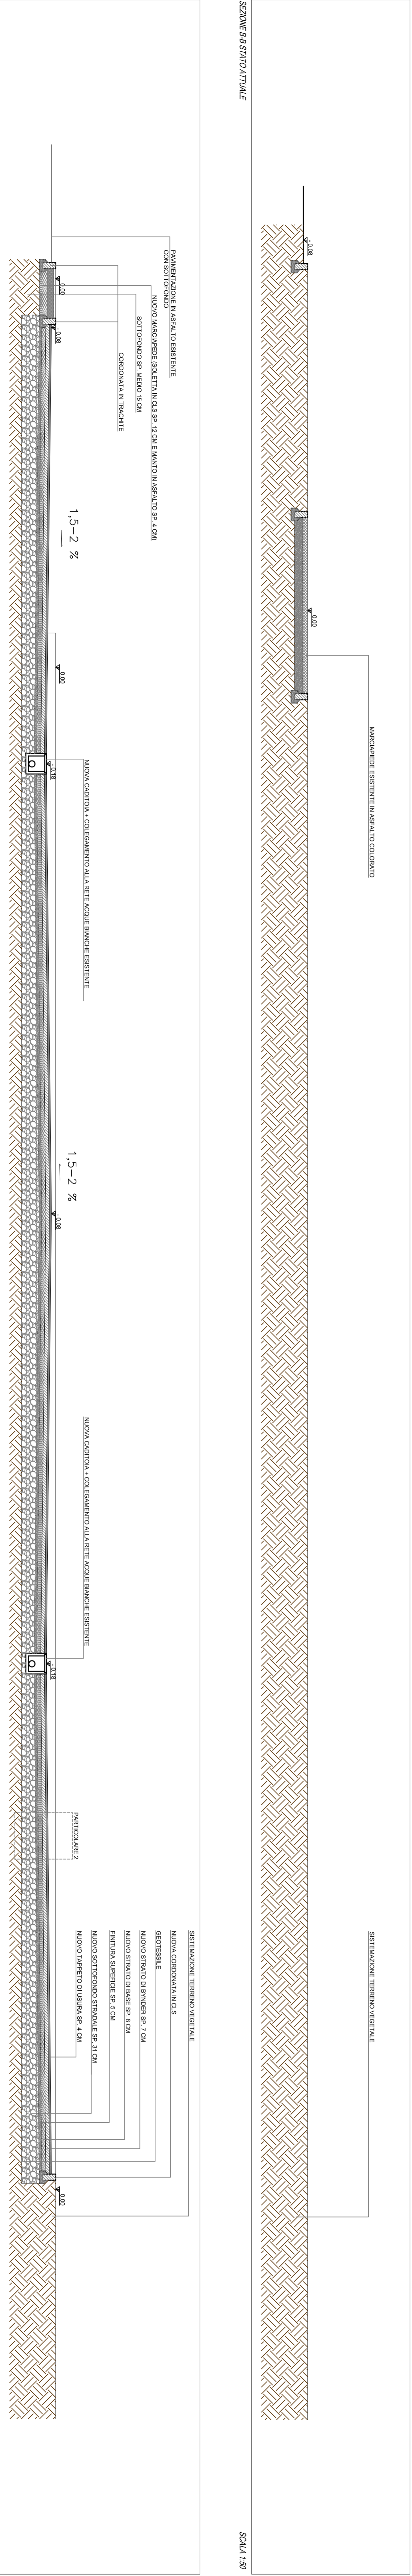 SEZIONE B-B STATO ATTUALE
SCALA 1:50
- 0.08
0.00
MARCIAPEDE ESISTENTE IN ASFALTO COLORATO
SISTEMAZIONE TERRENO VEGETALE
PAVIMENTAZIONE IN ASFALTO ESISTENTE
CON SOTTOFONDO
NUOVO MARCIAPEDE (SOLETTA IN CLS SP. 12 CM E MANTO IN ASFALTO SP. 4 CM)
SOTTOFONDO SP. MEDIO 15 CM
CORDONATA IN TRACHITE
0.00
- 0.08
1,5-2 %
0.00
NUOVA CADITOIA + COLEGAMENTO ALLA RETE ACQUE BIANCHE ESISTENTE
- 0.18
1,5-2 %
- 0.08
NUOVA CADITOIA + COLEGAMENTO ALLA RETE ACQUE BIANCHE ESISTENTE
- 0.18
PARTICOLARE 2
SISTEMAZIONE TERRENO VEGETALE
NUOVA CORDONATA IN CLS
GEOTESSILE
NUOVO STRATO DI BYNDER SP. 7 CM
NUOVO STRATO DI BASE SP. 8 CM
FINITURA SUPERFICIE SP. 5 CM
NUOVO SOTTOFONDO STRADALE SP. 31 CM
NUOVO TAPPETO DI USURA SP. 4 CM
0.00